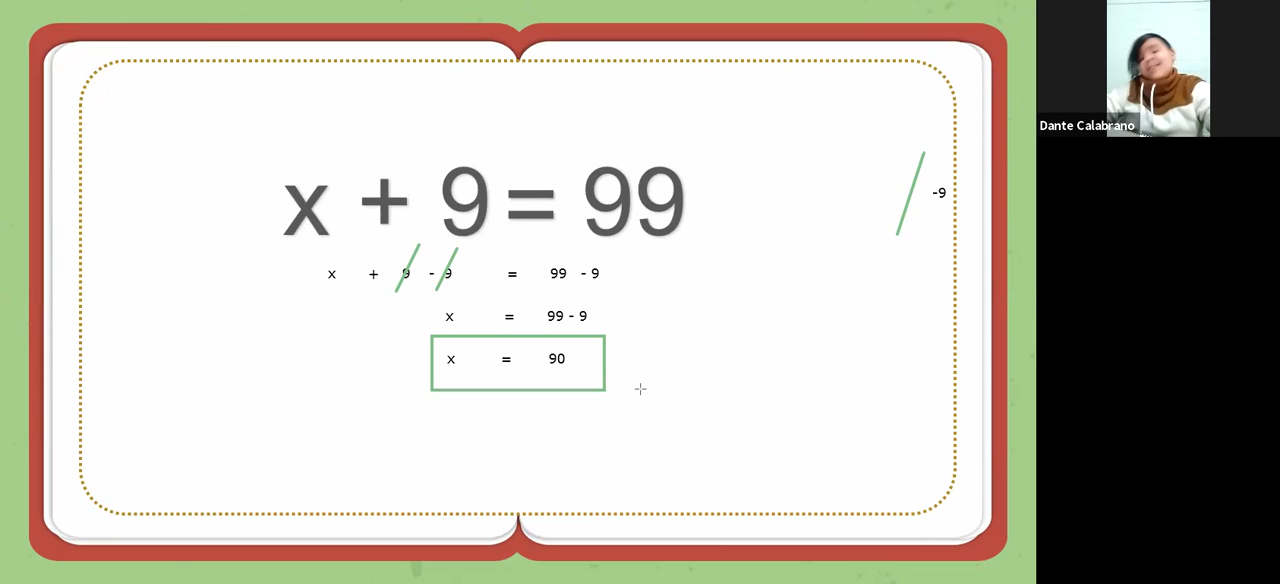 x + 9 = 99
-9
x + 9 - 9 = 99 - 9
x = 99 - 9
x = 90
Dante Calabrano